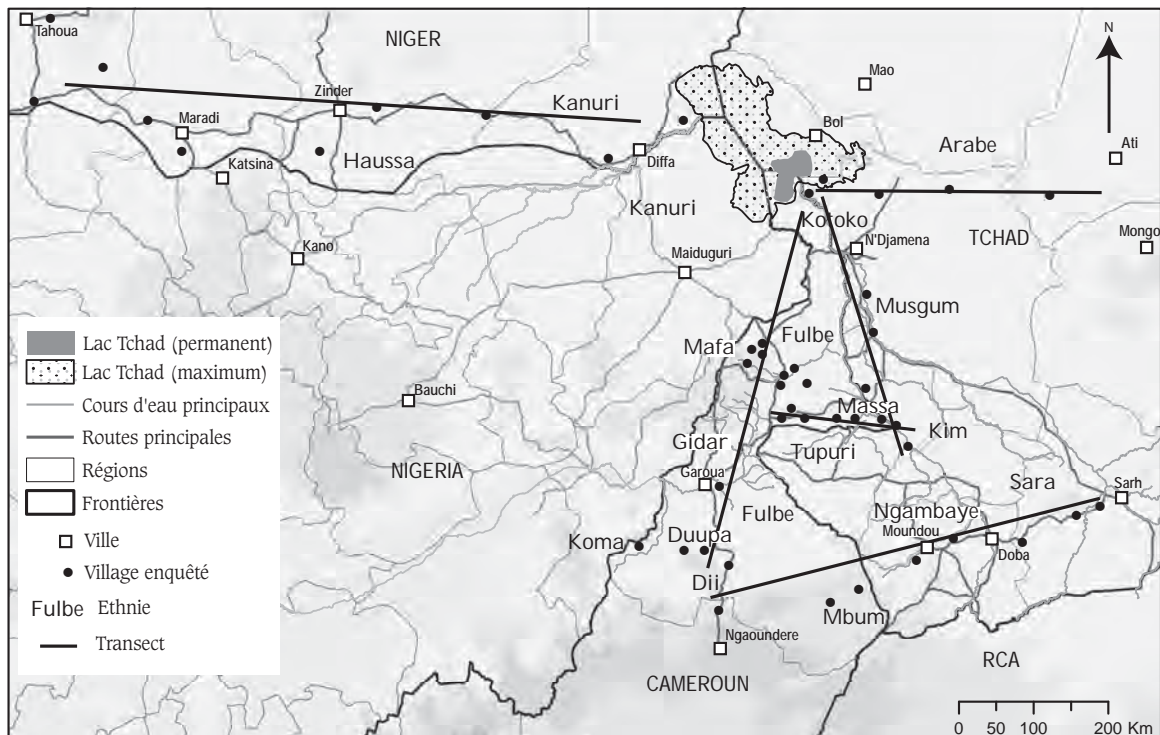 N
NIGER
Tahoua
Mao
Zinder
Kanuri
Maradi
Bol
Arabe
Ati
Haussa
Diffa
Katsina
Kanuri
Kotoko
N'Djamena
TCHAD
Mongo
Kano
Maiduguri
Musgum
Fulbe
Mafa
Lac Tchad (permanent)
Lac Tchad (maximum)
Cours d'eau principaux
Routes principales
Régions
Frontières
Ville
Village enquêté
Fulbe Ethnie
Transect
Bauchi
Massa
Kim
Gidar
Tupuri
NIGERIA
Garoua
Sara
Sarh
Fulbe
Ngambaye
Moundou
Doba
Koma
Duupa
Dii
Mbum
Ngaoundere
CAMEROUN
RCA
0 50 100 200 Km